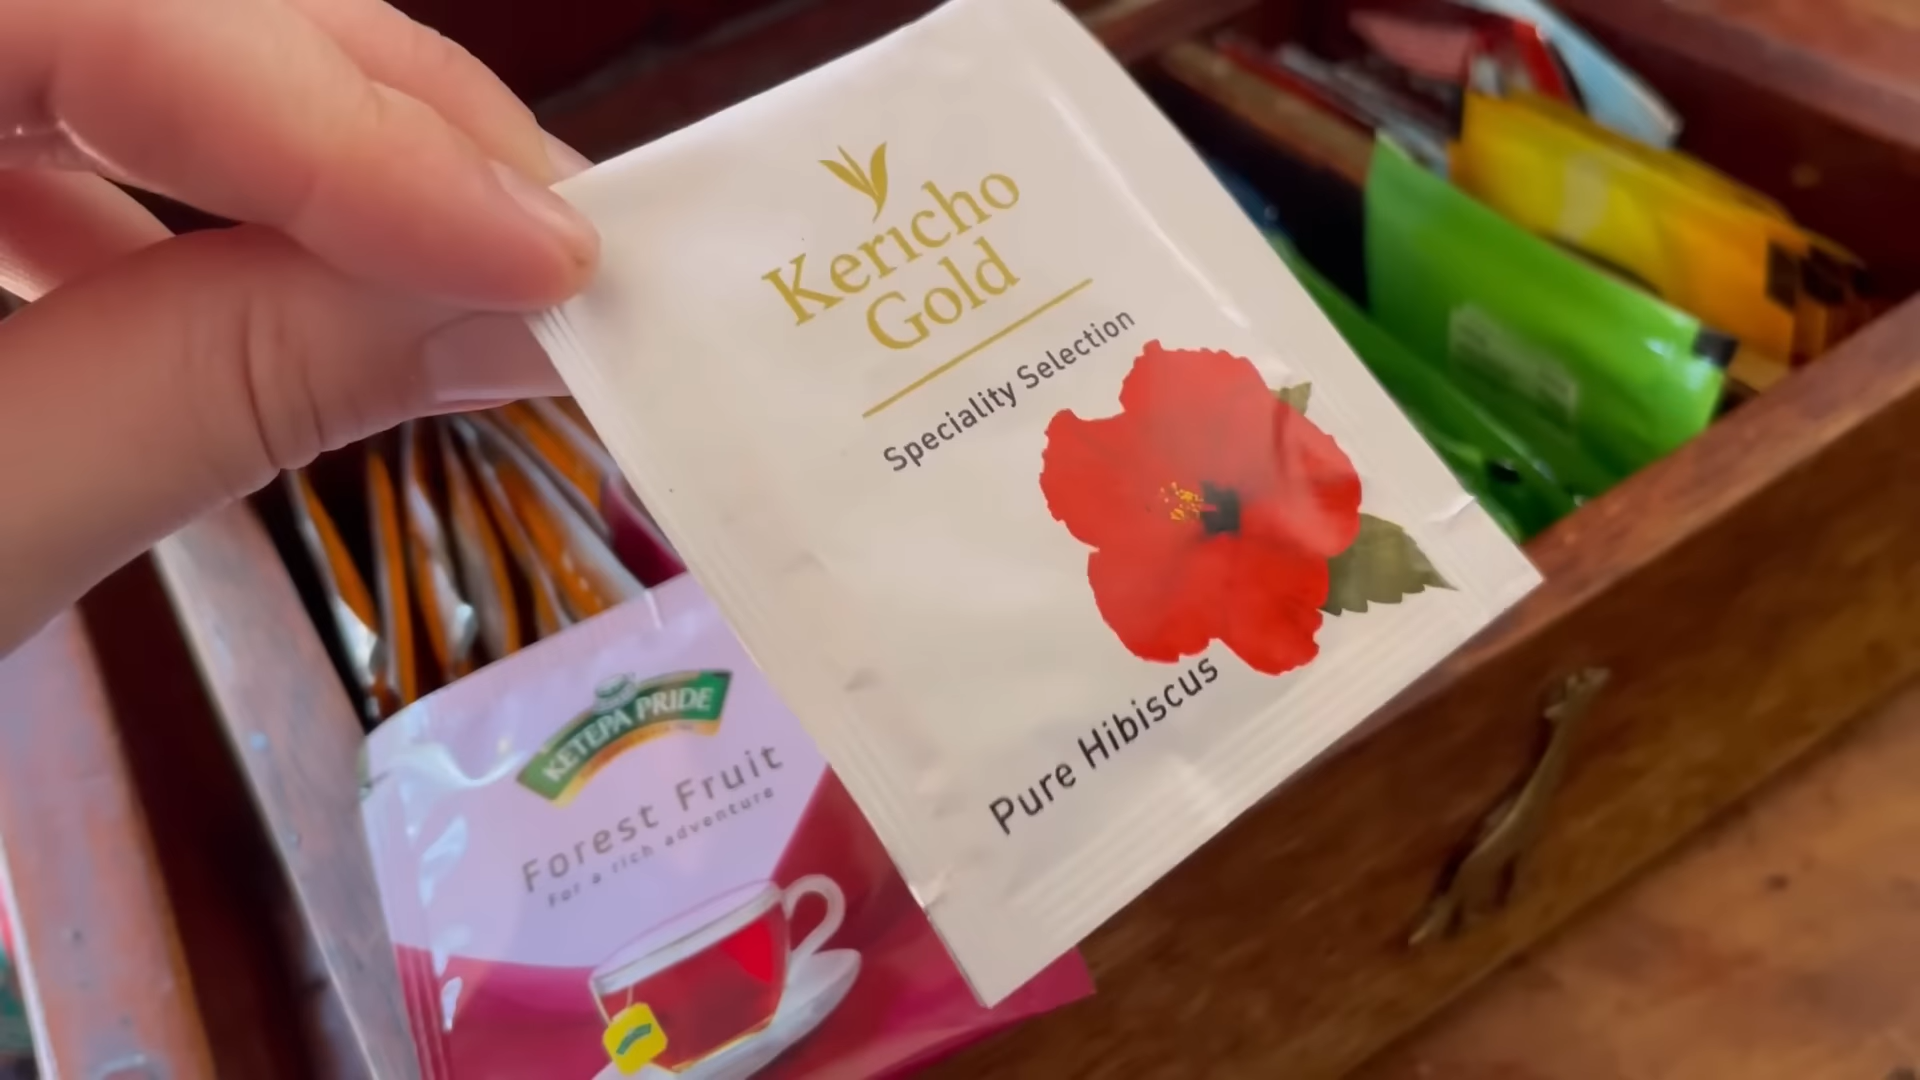 Kericho
Gold
Speciality Selection
Pure Hibiscus
KETEPA PRIDE
Forest Fruit
For a rich adventure